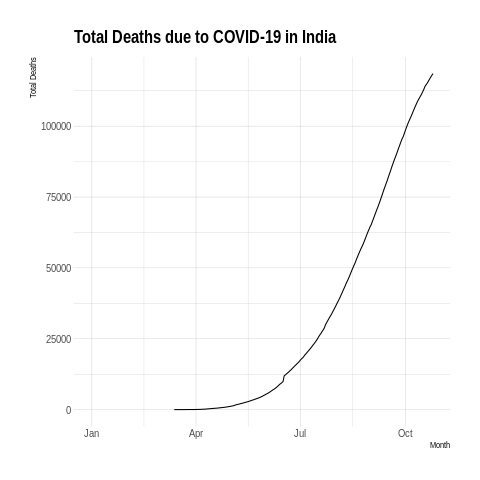 Total Deaths due to COVID-19 in India
Total Deaths
100000
75000
50000
25000
0
Jan Apr Jul Oct
Month